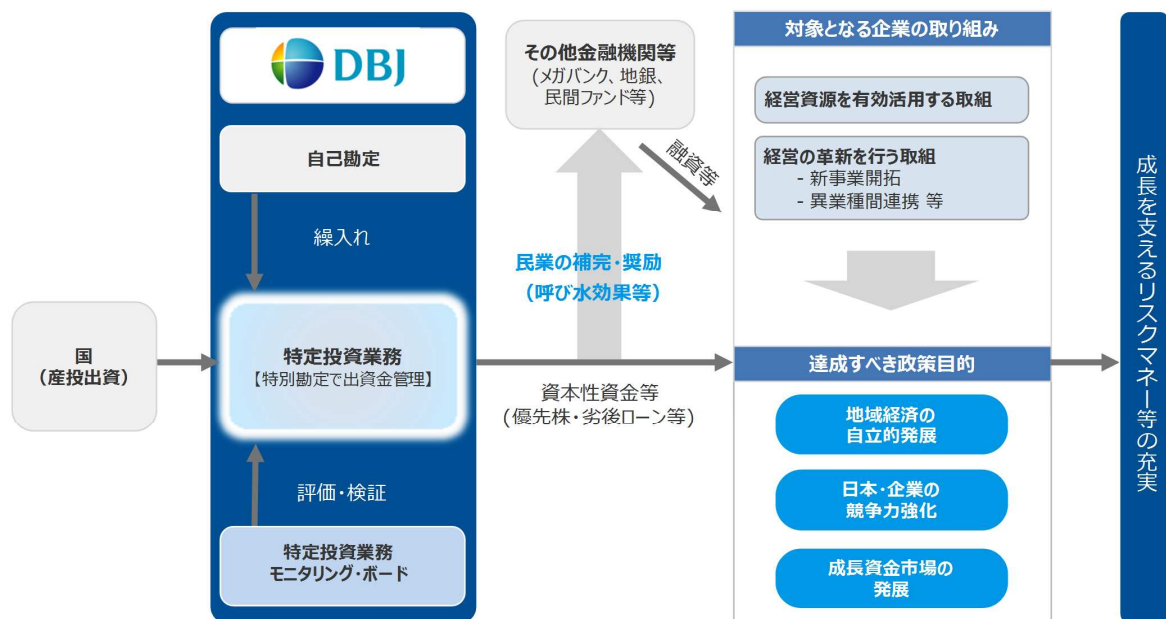 DBJ
自己勘定
繰入れ
国
(産投出資)
特定投資業務
【特別勘定で出資金管理】
評価・検証
特定投資業務
モニタリング・ボード
その他金融機関等
(メガバンク、地銀、
民間ファンド等)
融資等
民業の補完・奨励
(呼び水効果等)
資本性資金等
(優先株・劣後ローン等)
対象となる企業の取り組み
経営資源を有効活用する取組
経営の革新を行う取組
- 新事業開拓
- 異業種間連携 等
達成すべき政策目的
地域経済の
自立的発展
日本・企業の
競争力強化
成長資金市場の
発展
成長を支えるリスクマネー等の充実